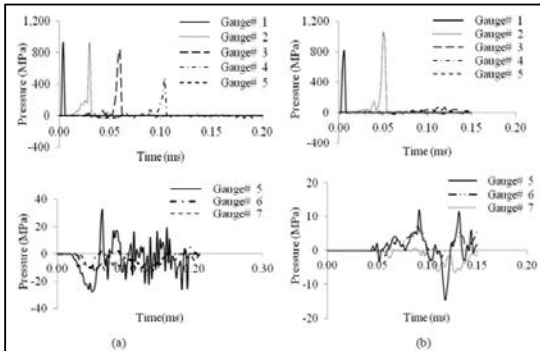 1,200
800
400
0
-400
Pressure (MPa)
0.00 0.05 0.10 0.15 0.20
Time (ms)
Gauge# 1
Gauge# 2
Gauge# 3
Gauge# 4
Gauge# 5
1,200
800
400
0
-400
Pressure (MPa)
0.00 0.05 0.10 0.15 0.20
Time (ms)
Gauge# 1
Gauge# 2
Gauge# 3
Gauge# 4
Gauge# 5
40
20
0
-20
-40
Pressure (MPa)
0.00 0.30
Time(ms)
Gauge# 5
Gauge# 6
Gauge# 7
(a)
20
10
0
-10
-20
Pressure (MPa)
0.00 0.05 0.10 0.15 0.20
Time (ms)
Gauge# 5
Gauge# 6
Gauge# 7
(b)